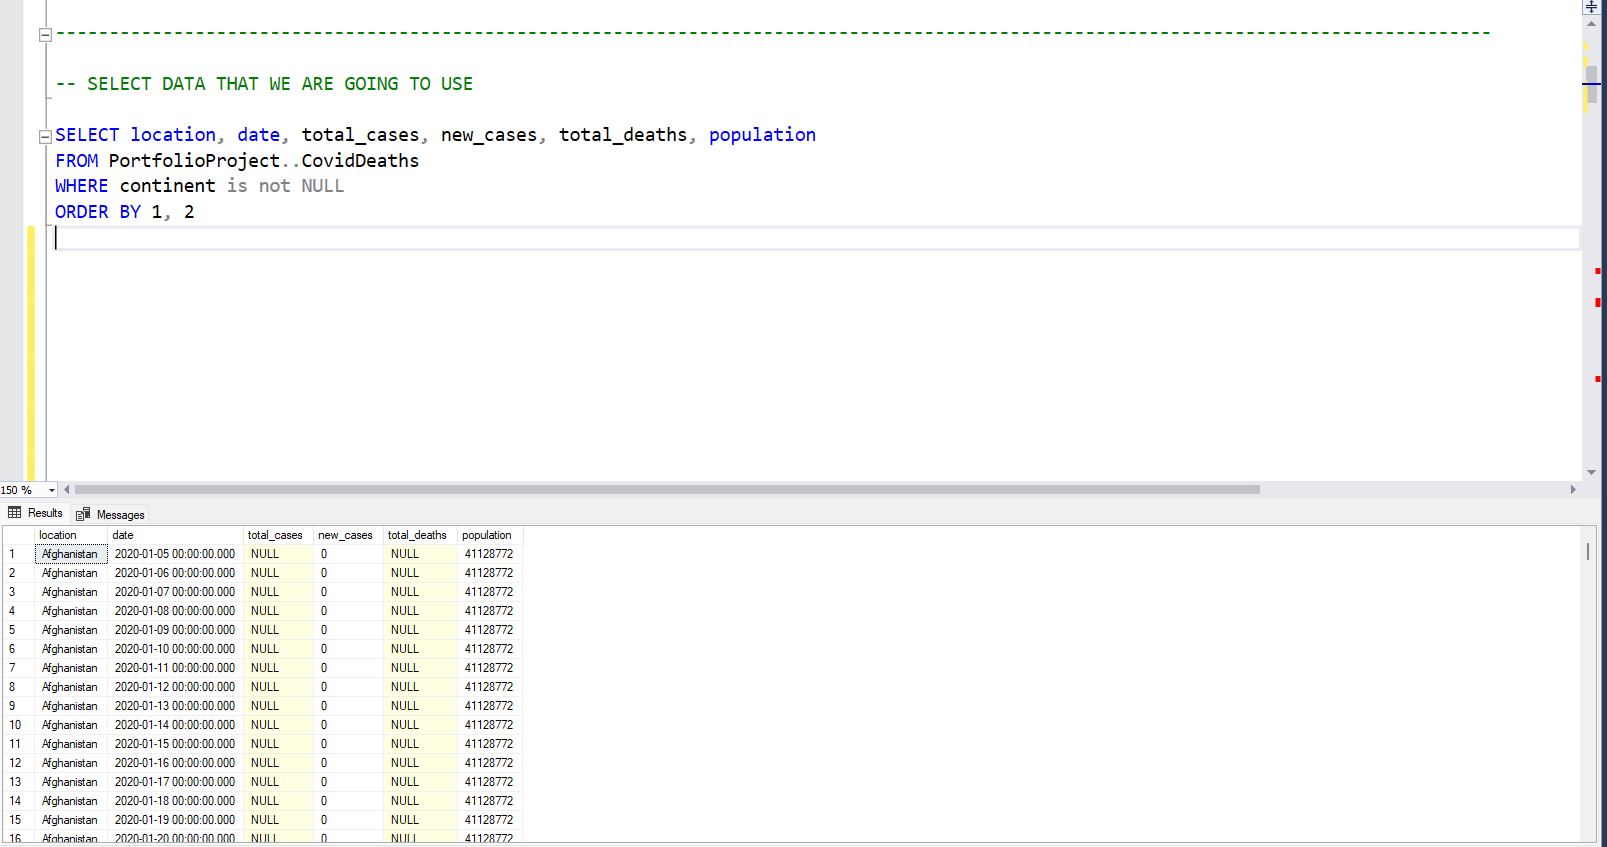 --------------------------------------------------------------------------------------------------------------------------------------
-- SELECT DATA THAT WE ARE GOING TO USE
SELECT location, date, total_cases, new_cases, total_deaths, population
FROM PortfolioProject..CovidDeaths
WHERE continent is not NULL
ORDER BY 1, 2
150 %
Results Messages
location date total_cases new_cases total_deaths population
1 Afghanistan 2020-01-05 00:00:00.000 NULL 0 NULL 41128772
2 Afghanistan 2020-01-06 00:00:00.000 NULL 0 NULL 41128772
3 Afghanistan 2020-01-07 00:00:00.000 NULL 0 NULL 41128772
4 Afghanistan 2020-01-08 00:00:00.000 NULL 0 NULL 41128772
5 Afghanistan 2020-01-09 00:00:00.000 NULL 0 NULL 41128772
6 Afghanistan 2020-01-10 00:00:00.000 NULL 0 NULL 41128772
7 Afghanistan 2020-01-11 00:00:00.000 NULL 0 NULL 41128772
8 Afghanistan 2020-01-12 00:00:00.000 NULL 0 NULL 41128772
9 Afghanistan 2020-01-13 00:00:00.000 NULL 0 NULL 41128772
10 Afghanistan 2020-01-14 00:00:00.000 NULL 0 NULL 41128772
11 Afghanistan 2020-01-15 00:00:00.000 NULL 0 NULL 41128772
12 Afghanistan 2020-01-16 00:00:00.000 NULL 0 NULL 41128772
13 Afghanistan 2020-01-17 00:00:00.000 NULL 0 NULL 41128772
14 Afghanistan 2020-01-18 00:00:00.000 NULL 0 NULL 41128772
15 Afghanistan 2020-01-19 00:00:00.000 NULL 0 NULL 41128772
16 Afghanistan 2020-01-20 00:00:00.000 NULL 0 NULL 41128772